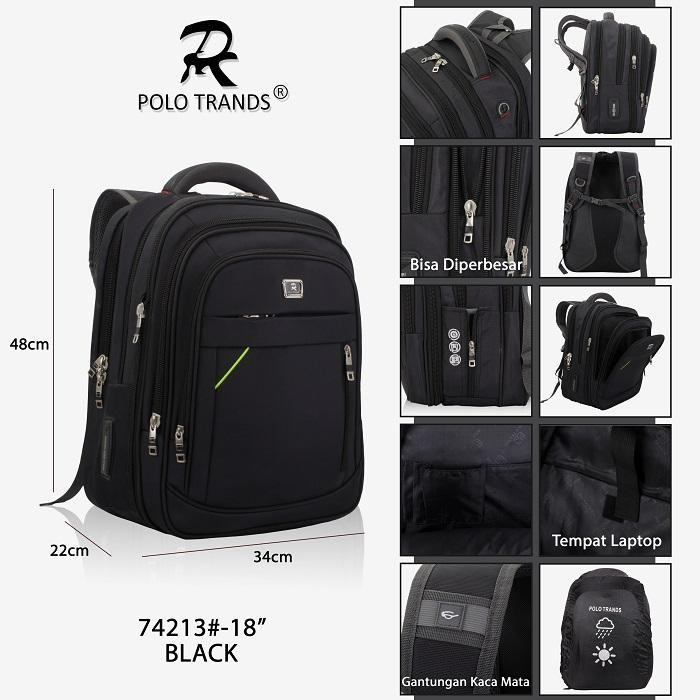 POLO TRANDS®
48cm
22cm
34cm
74213#-18”
BLACK
Bisa Diperbesar
Tempat Laptop
Gantungan Kaca Mata
POLO TRANDS